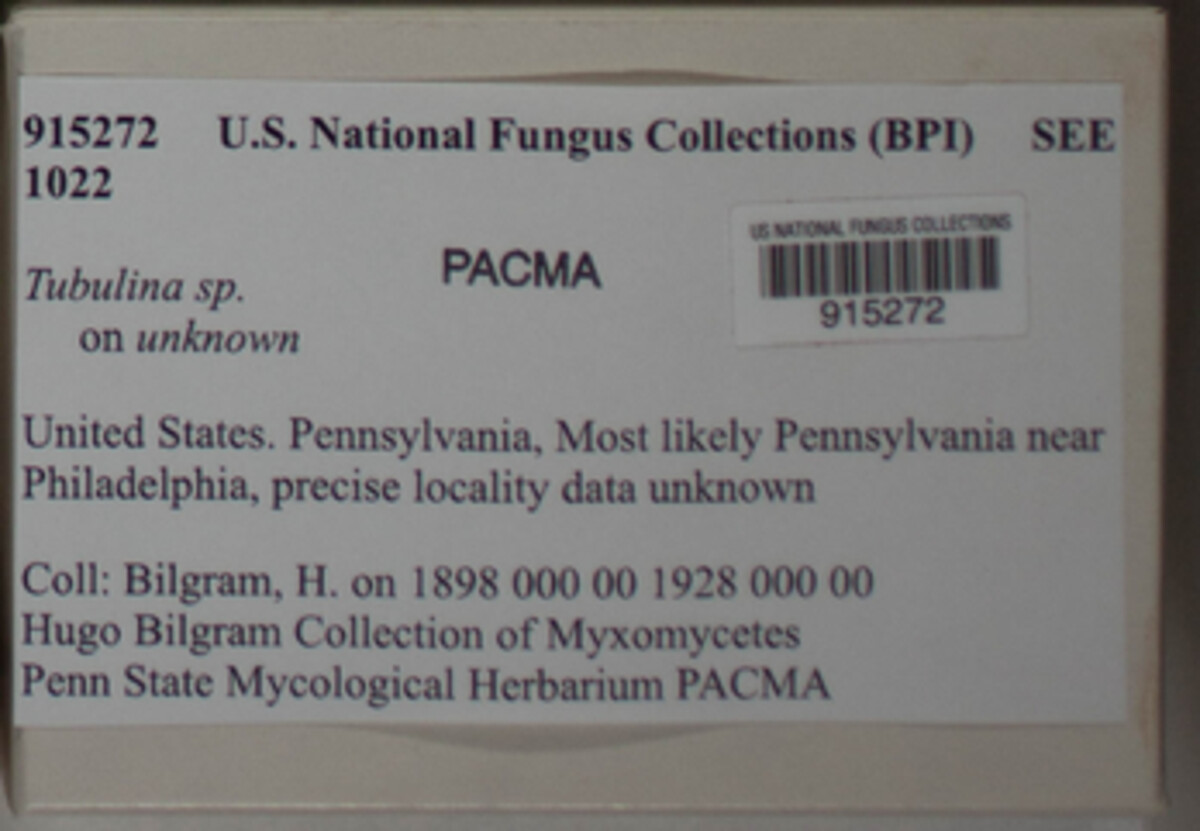 915272 U.S. National Fungus Collections (BPI) SEE
1022
PACMA
US NATIONAL FUNGUS COLLECTIONS
915272
Tubulina sp.
on unknown
United States. Pennsylvania, Most likely Pennsylvania near
Philadelphia, precise locality data unknown
Coll: Bilgram, H. on 1898 000 00 1928 000 00
Hugo Bilgram Collection of Myxomycetes
Penn State Mycological Herbarium PACMA